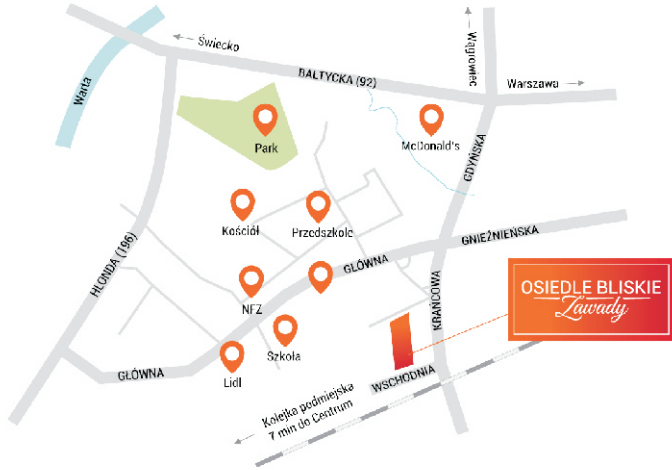 Świecko
Wągrowiec
Warszawa
Warta
BAŁTYCKA (92)
Park
McDonald's
GDYŃSKA
Kościół
Przedszkole
HLONDA (196)
GŁÓWNA
GNIEŹNIEŃSKA
NFZ
KRAŃCOWA
OSIEDLE BLISKIE
Zawady
Szkoła
Lidl
GŁÓWNA
WSCHODNIA
Kolejka podmiejska
7 min do Centrum